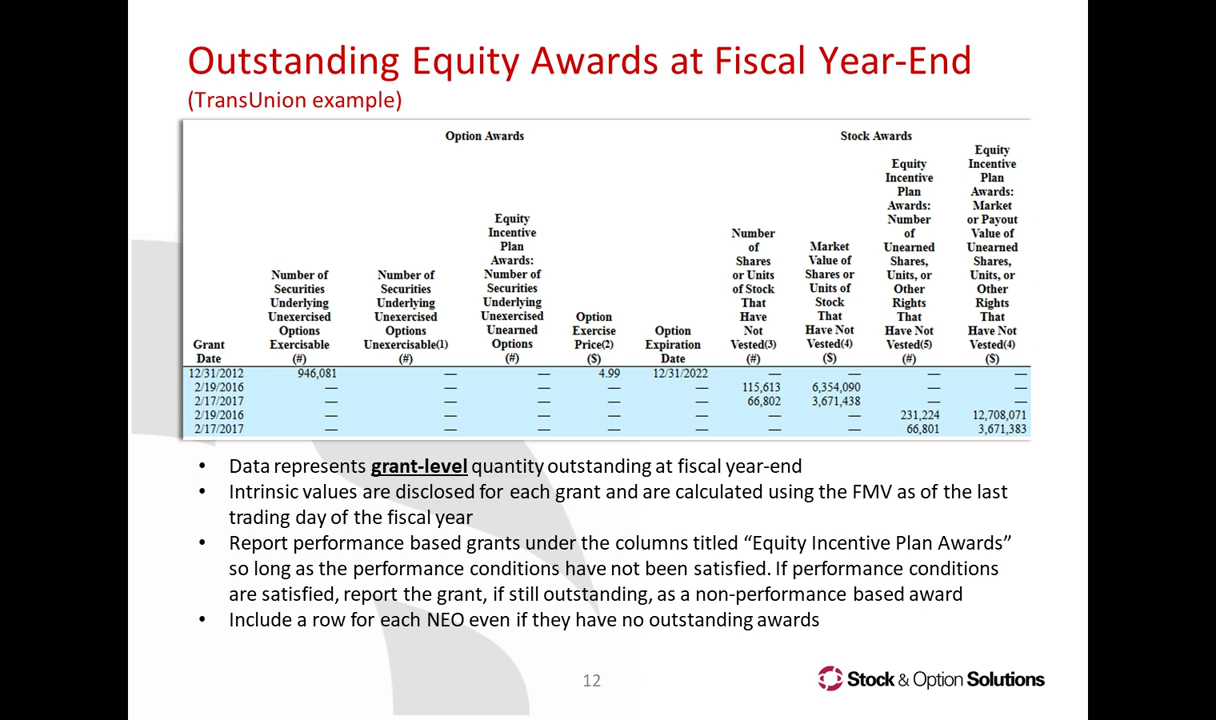 Outstanding Equity Awards at Fiscal Year-End
(TransUnion example)
Option Awards
Stock Awards
Grant
Date
Number of
Securities
Underlying
Unexercised
Options
Exercisable
(#)
Number of
Securities
Underlying
Unexercised
Options
Unexercisable(1)
(#)
Equity
Incentive
Plan
Awards:
Number of
Securities
Underlying
Unexercised
Unearned
Options
(#)
Option
Exercise
Price(2)
($)
Option
Expiration
Date
Number
of
Shares
or Units
of Stock
That
Have
Not
Vested(3)
(#)
Market
Value of
Shares or
Units of
Stock
That
Have Not
Vested(4)
($)
Equity
Incentive
Plan
Awards:
Number
of
Unearned
Shares,
Units, or
Other
Rights
That
Have Not
Vested(5)
(#)
Equity
Incentive
Plan
Awards:
Market
or Payout
Value of
Unearned
Shares,
Units, or
Other
Rights
That
Have Not
Vested(4)
($)
12/31/2012 946,081 — — 4.99 12/31/2022 — — — —
2/19/2016 — — — — — 115,613 6,354,090 — —
2/17/2017 — — — — — 66,802 3,671,438 — —
2/19/2016 — — — — — — — 231,224 12,708,071
2/17/2017 — — — — — — — 66,801 3,671,383
• Data represents grant-level quantity outstanding at fiscal year-end
• Intrinsic values are disclosed for each grant and are calculated using the FMV as of the last
trading day of the fiscal year
• Report performance based grants under the columns titled “Equity Incentive Plan Awards”
so long as the performance conditions have not been satisfied. If performance conditions
are satisfied, report the grant, if still outstanding, as a non-performance based award
• Include a row for each NEO even if they have no outstanding awards
12
Stock & Option Solutions